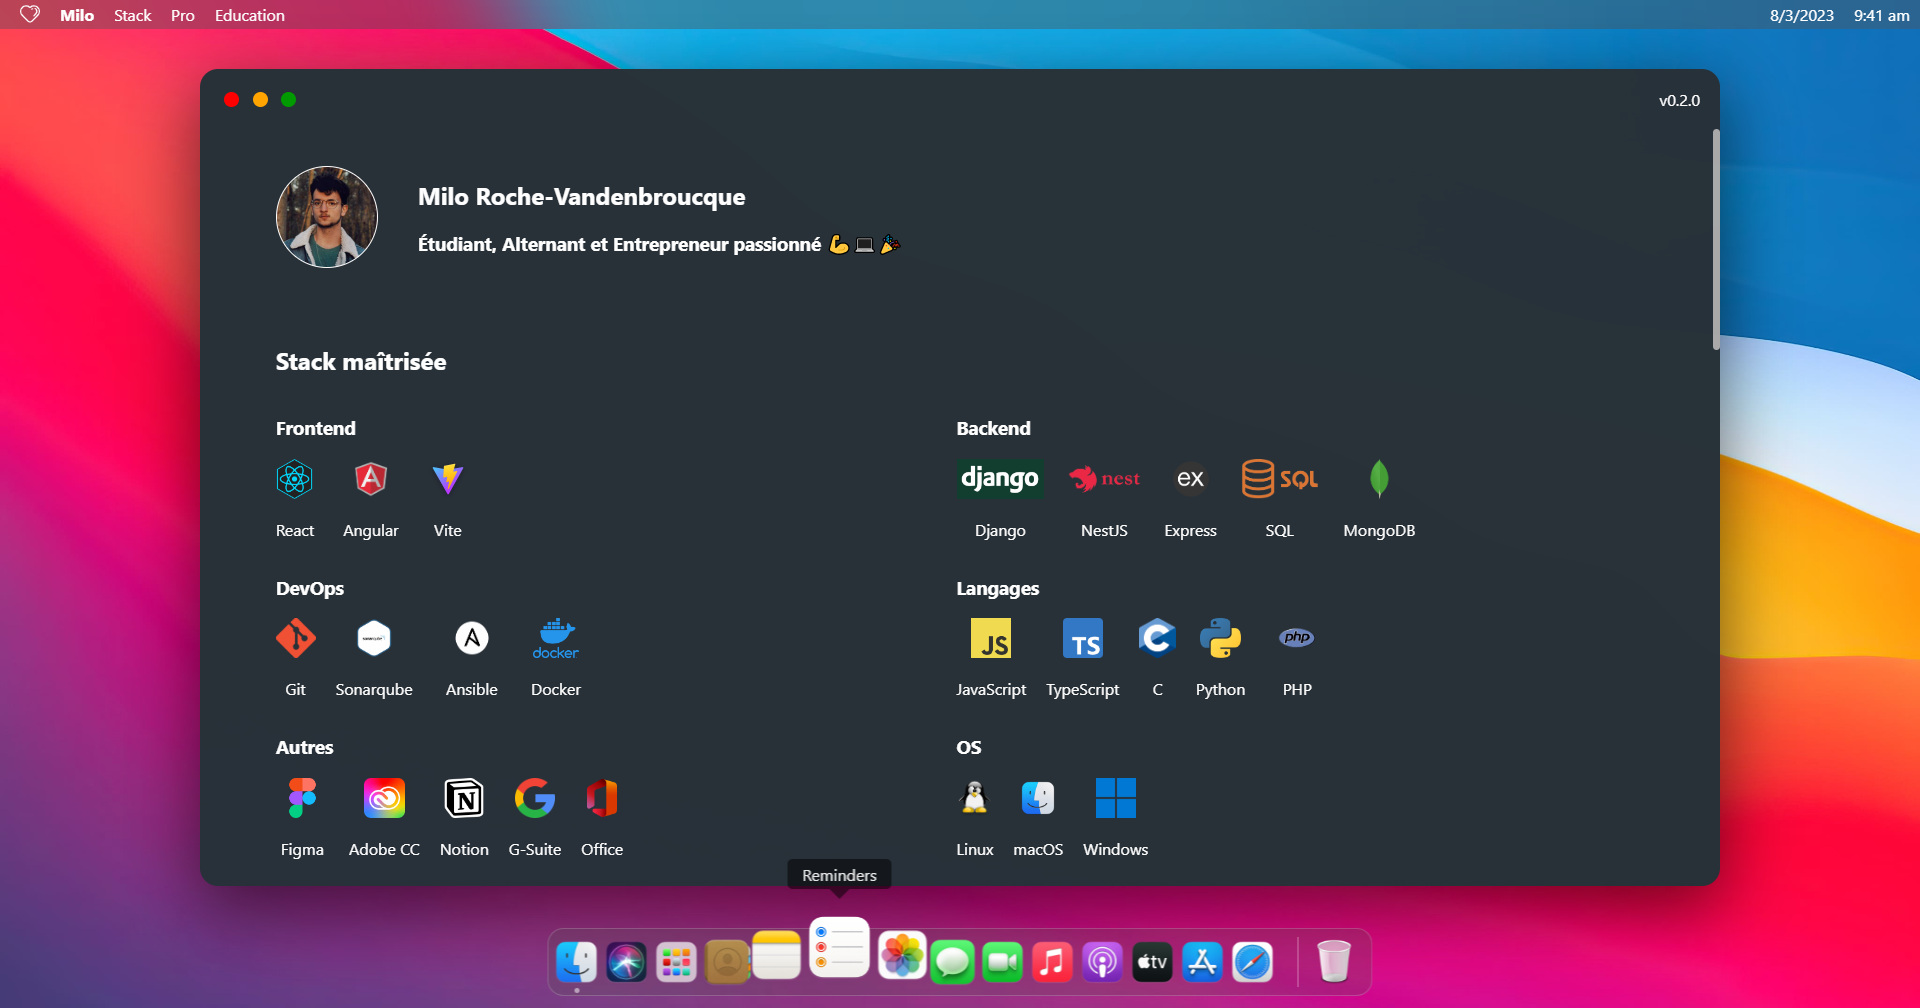 Milo Stack Pro Education 8/3/2023 9:41 am
v0.2.0
Milo Roche-Vandenbroucque
Étudiant, Alternant et Entrepreneur passionné 💪💻🎉
Stack maîtrisée
Frontend
React Angular Vite
Backend
django nest ex SQL
Django NestJS Express SQL MongoDB
DevOps
docker
Git Sonarqube Ansible Docker
Langages
JS TS C php
JavaScript TypeScript C Python PHP
Autres
Figma Adobe CC Notion G-Suite Office
OS
Linux macOS Windows
Reminders
tv